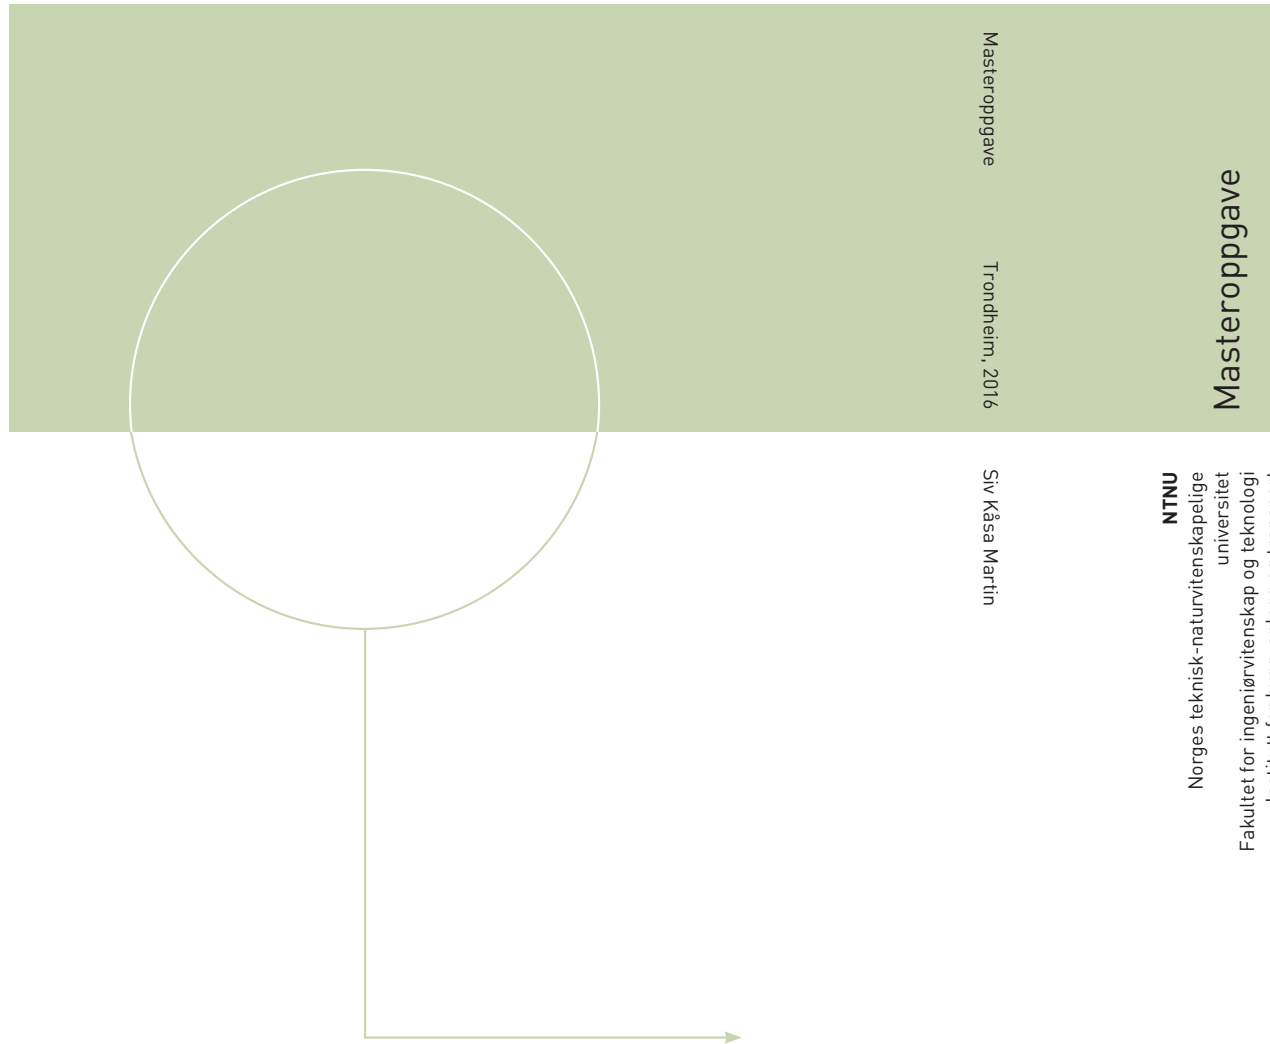 Masteroppgave
Trondheim, 2016
Siv Kåsa Martin
Masteroppgave
NTNU
Norges teknisk-naturvitenskapelige
universitet
Fakultet for ingeniørvitenskap og teknologi